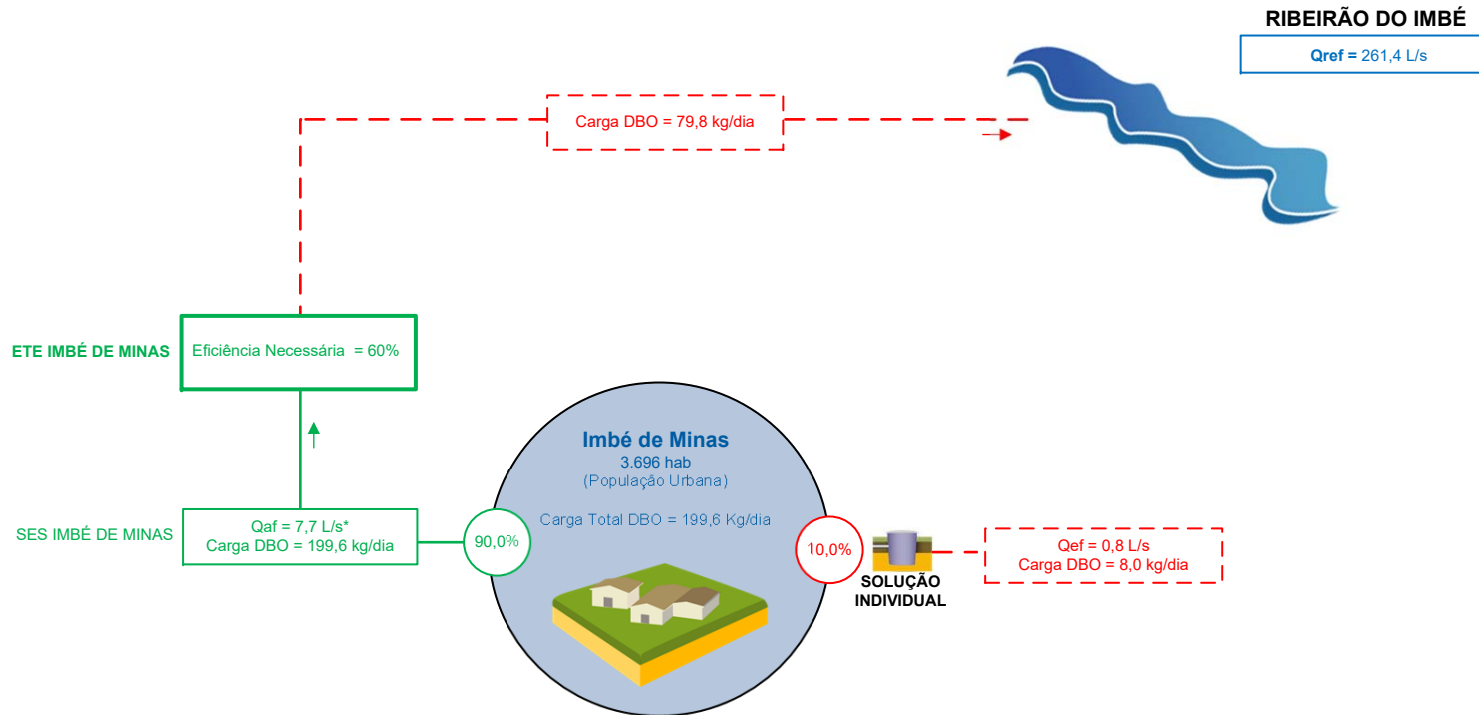 RIBEIRÃO DO IMBÉ
Qref = 261,4 L/s
Carga DBO = 79,8 kg/dia
ETE IMBÉ DE MINAS
Eficiência Necessária = 60%
Imbé de Minas
3.696 hab
(População Urbana)
Carga Total DBO = 199,6 Kg/dia
SES IMBÉ DE MINAS
Qaf = 7,7 L/s*
Carga DBO = 199,6 kg/dia
90,0%
10,0%
SOLUÇÃO
INDIVIDUAL
Qef = 0,8 L/s
Carga DBO = 8,0 kg/dia